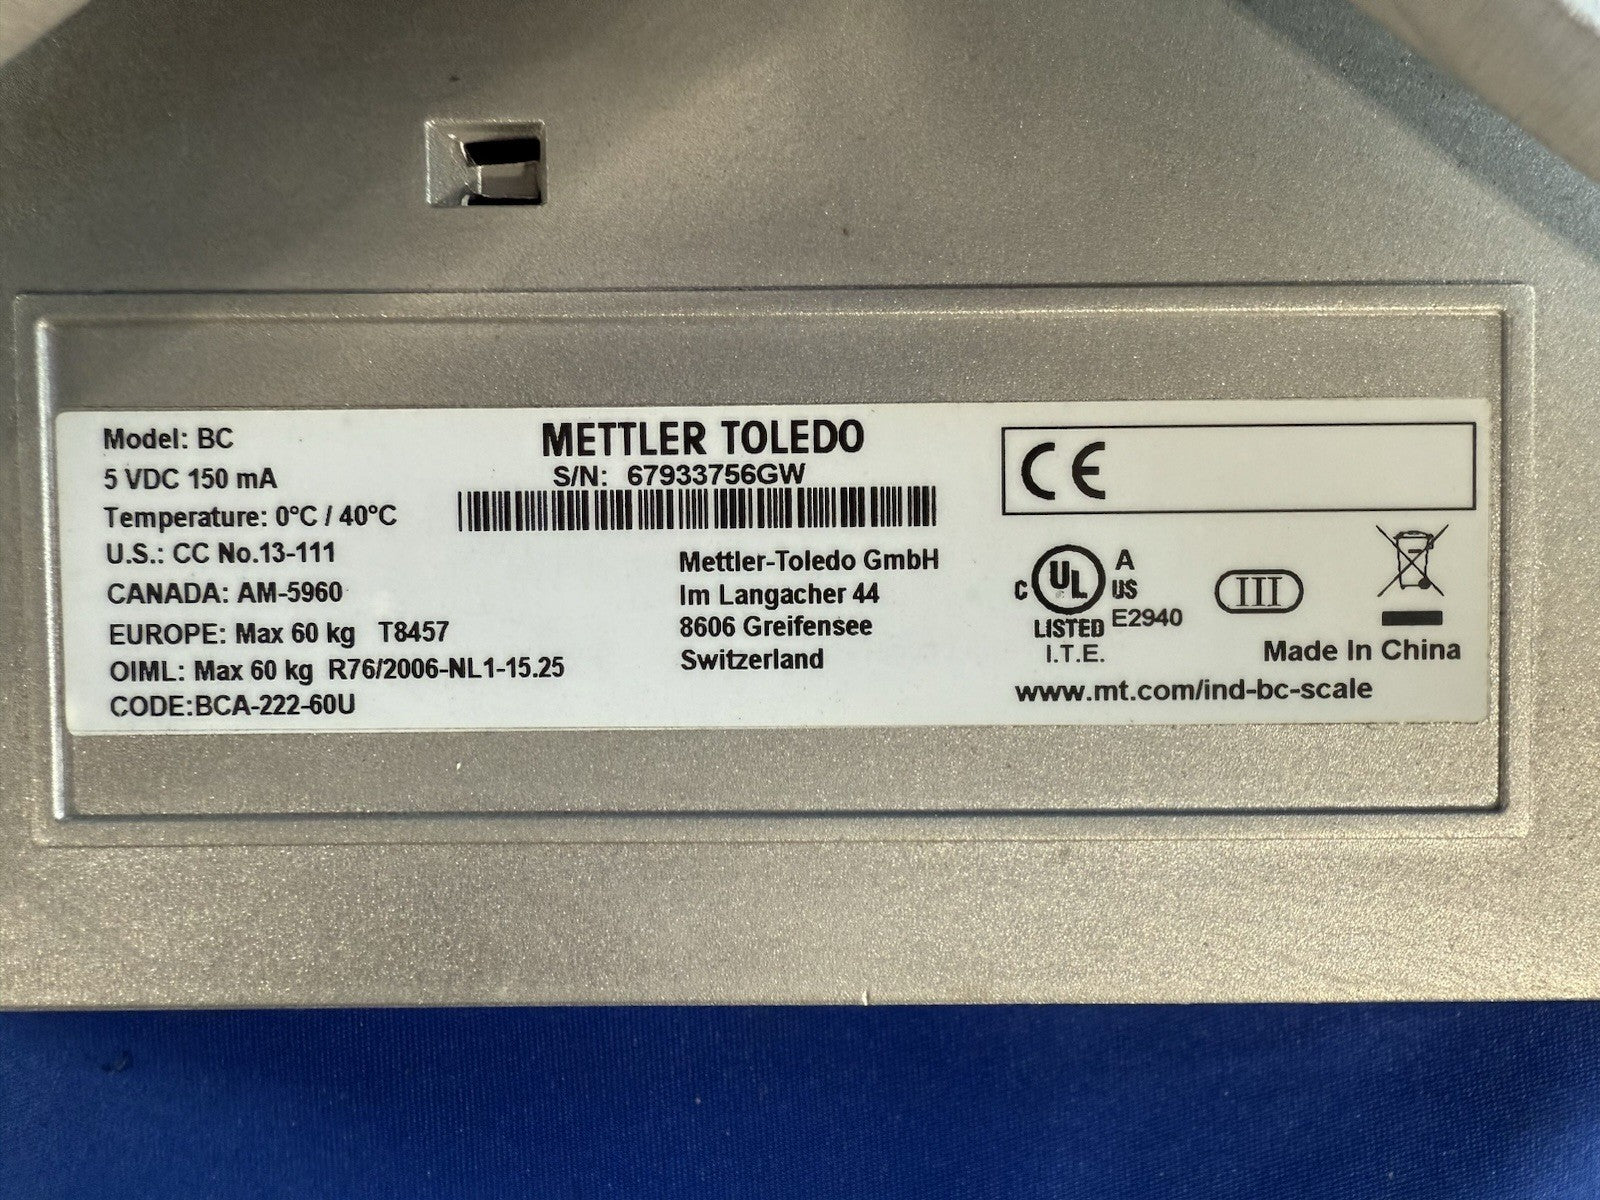 Model: BC
5 VDC 150 mA
Temperature: 0°C / 40°C
U.S.: CC No.13-111
CANADA: AM-5960
EUROPE: Max 60 kg T8457
OIML: Max 60 kg R76/2006-NL1-15.25
CODE:BCA-222-60U
METTLER TOLEDO
S/N: 67933756GW
Mettler-Toledo GmbH
Im Langacher 44
8606 Greifensee
Switzerland
CE
C UL US
A
LISTED E2940
I.T.E.
III
Made In China
www.mt.com/ind-bc-scale